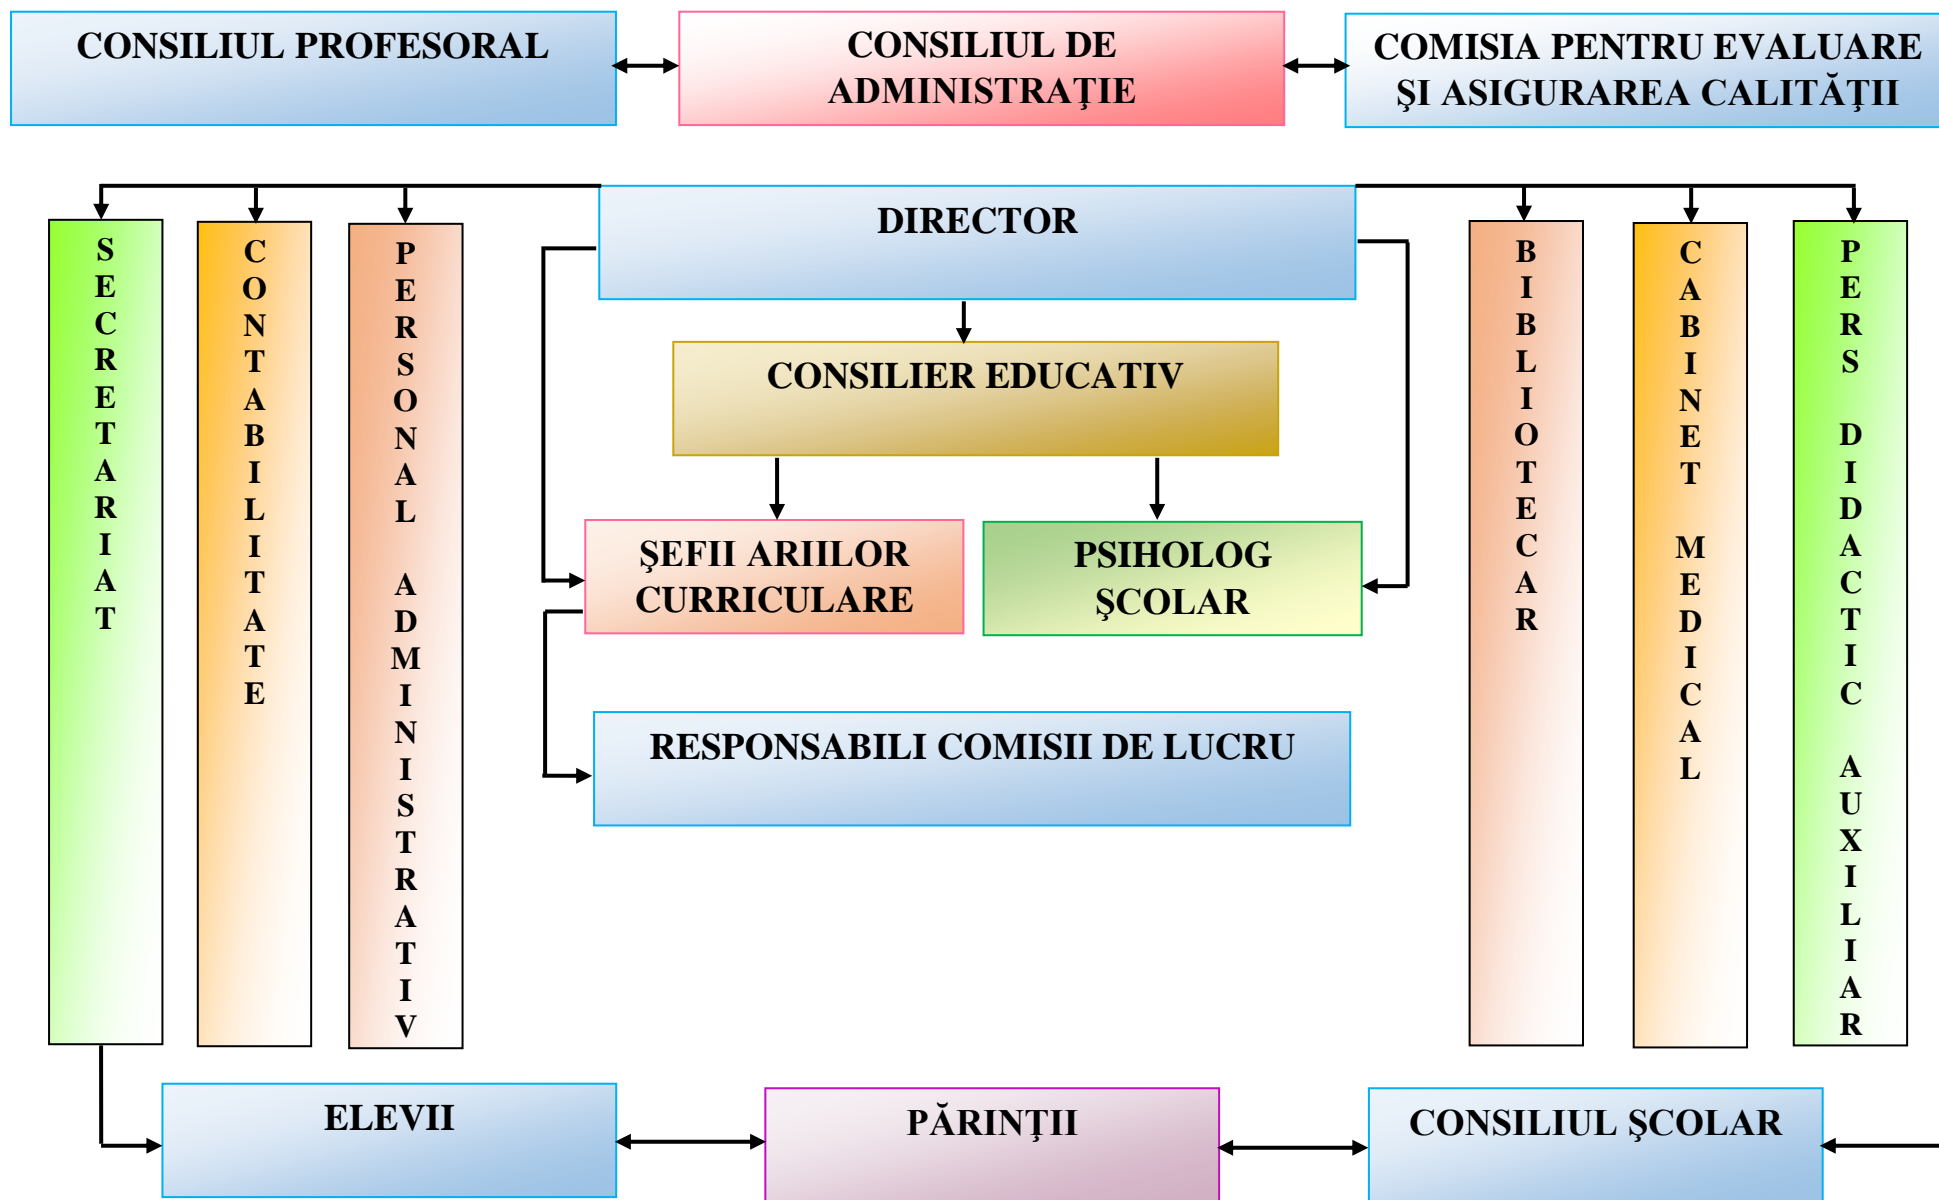 CONSILIUL PROFESORAL
CONSILIUL DE
ADMINISTRAŢIE
COMISIA PENTRU EVALUARE
ŞI ASIGURAREA CALITĂŢII
DIRECTOR
SECRETARIAT
CONTABILITATE
PERSONAL ADMINISTRATIV
BIBLIOTECAR
CABINET MEDICAL
PERS DIDACTIC AUXILIAR
CONSILIER EDUCATIV
ŞEFII ARIILOR
CURRICULARE
PSIHOLOG
ŞCOLAR
RESPONSABILI COMISII DE LUCRU
ELEVII
PĂRINŢII
CONSILIUL ŞCOLAR